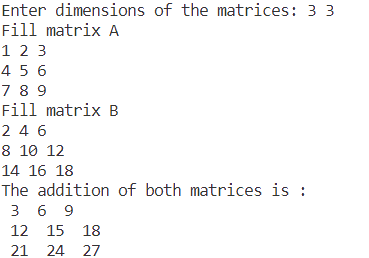 Enter dimensions of the matrices: 3 3
Fill matrix A
1 2 3
4 5 6
7 8 9
Fill matrix B
2 4 6
8 10 12
14 16 18
The addition of both matrices is :
 3  6  9
 12  15  18
 21  24  27